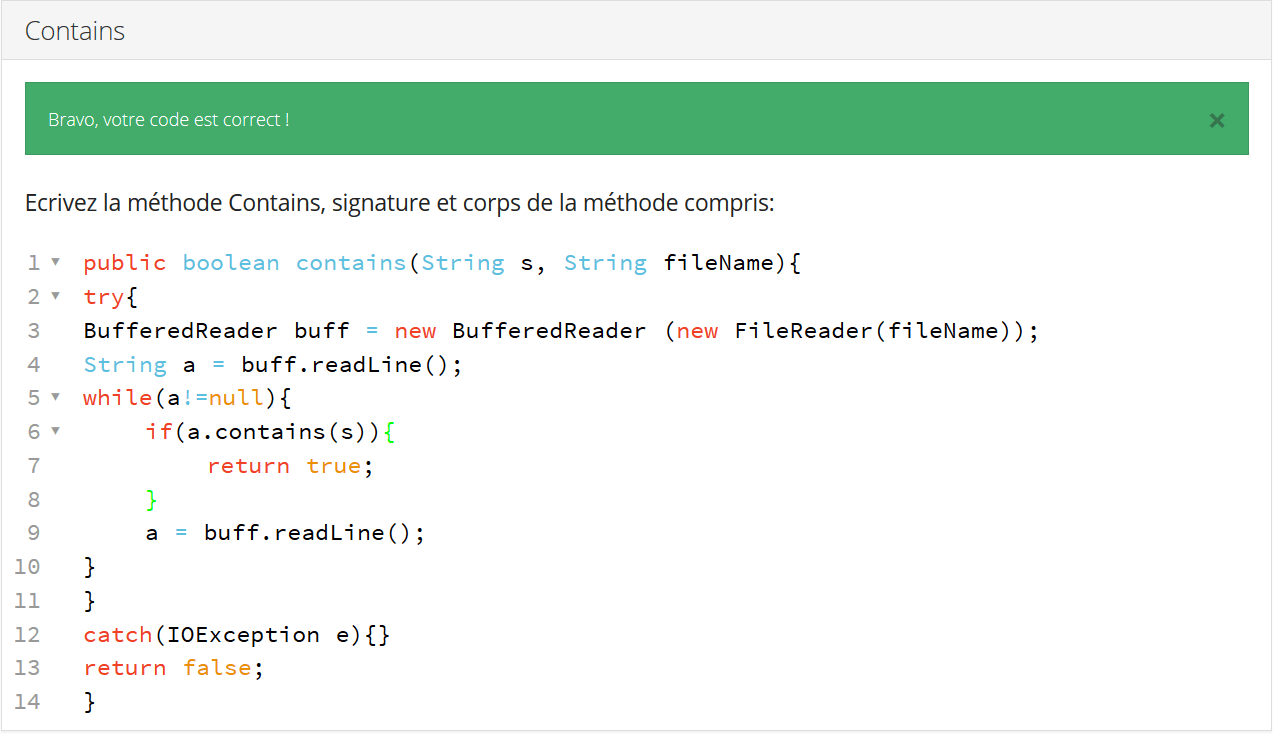 Contains
Bravo, votre code est correct !
×
Ecrivez la méthode Contains, signature et corps de la méthode compris:
1 ▾ public boolean contains(String s, String fileName){
2 ▾ try{
3 BufferedReader buff = new BufferedReader (new FileReader(fileName));
4 String a = buff.readLine();
5 ▾ while(a!=null){
6 ▾     if(a.contains(s)){
7         return true;
8     }
9     a = buff.readLine();
10 }
11 }
12 catch(IOException e){}
13 return false;
14 }